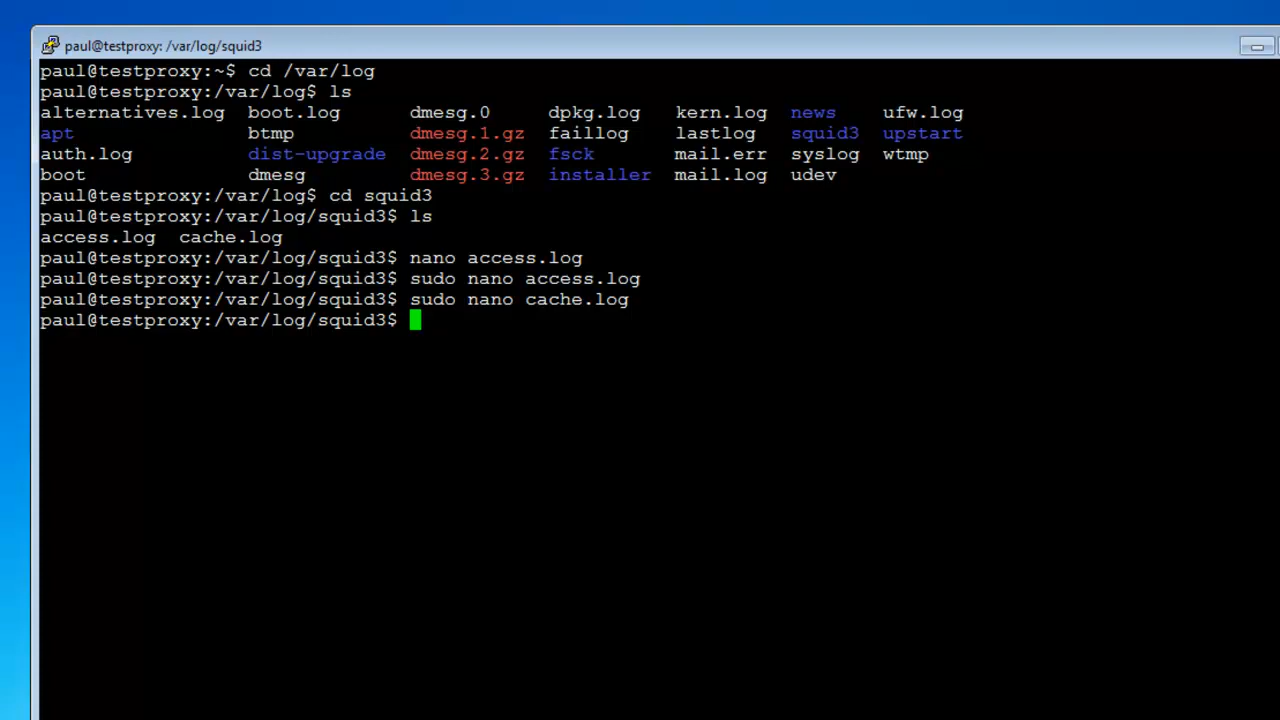 paul@testproxy: /var/log/squid3
paul@testproxy:~$ cd /var/log
paul@testproxy:/var/log$ ls
alternatives.log  boot.log      dmesg.0     dpkg.log   kern.log  news    ufw.log
apt               btmp          dmesg.1.gz  faillog    lastlog   squid3  upstart
auth.log          dist-upgrade  dmesg.2.gz  fsck       mail.err  syslog  wtmp
boot              dmesg         dmesg.3.gz  installer  mail.log  udev
paul@testproxy:/var/log$ cd squid3
paul@testproxy:/var/log/squid3$ ls
access.log  cache.log
paul@testproxy:/var/log/squid3$ nano access.log
paul@testproxy:/var/log/squid3$ sudo nano access.log
paul@testproxy:/var/log/squid3$ sudo nano cache.log
paul@testproxy:/var/log/squid3$